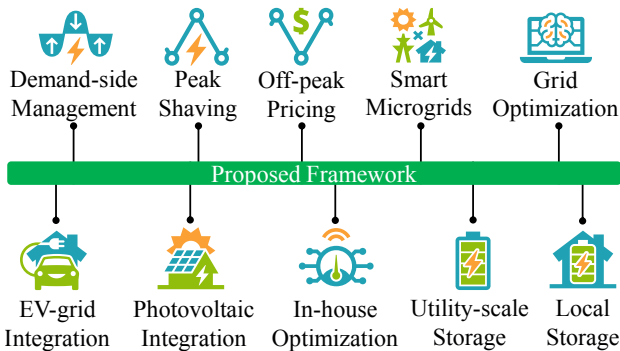 $
Demand-side
Management
Peak
Shaving
Off-peak
Pricing
Smart
Microgrids
Grid
Optimization
Proposed Framework
EV-grid
Integration
Photovoltaic
Integration
In-house
Optimization
Utility-scale
Storage
Local
Storage